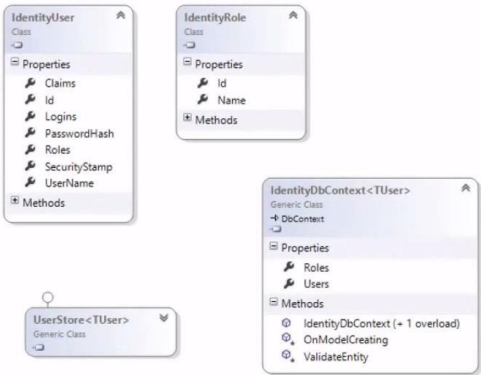 IdentityUser
Class
Properties
Claims
Id
Logins
PasswordHash
Roles
SecurityStamp
UserName
Methods
IdentityRole
Class
Properties
Id
Name
Methods
IdentityDbContext<TUser>
Generic Class
DbContext
Properties
Roles
Users
Methods
IdentityDbContext (+ 1 overload)
OnModelCreating
ValidateEntity
UserStore<TUser>
Generic Class